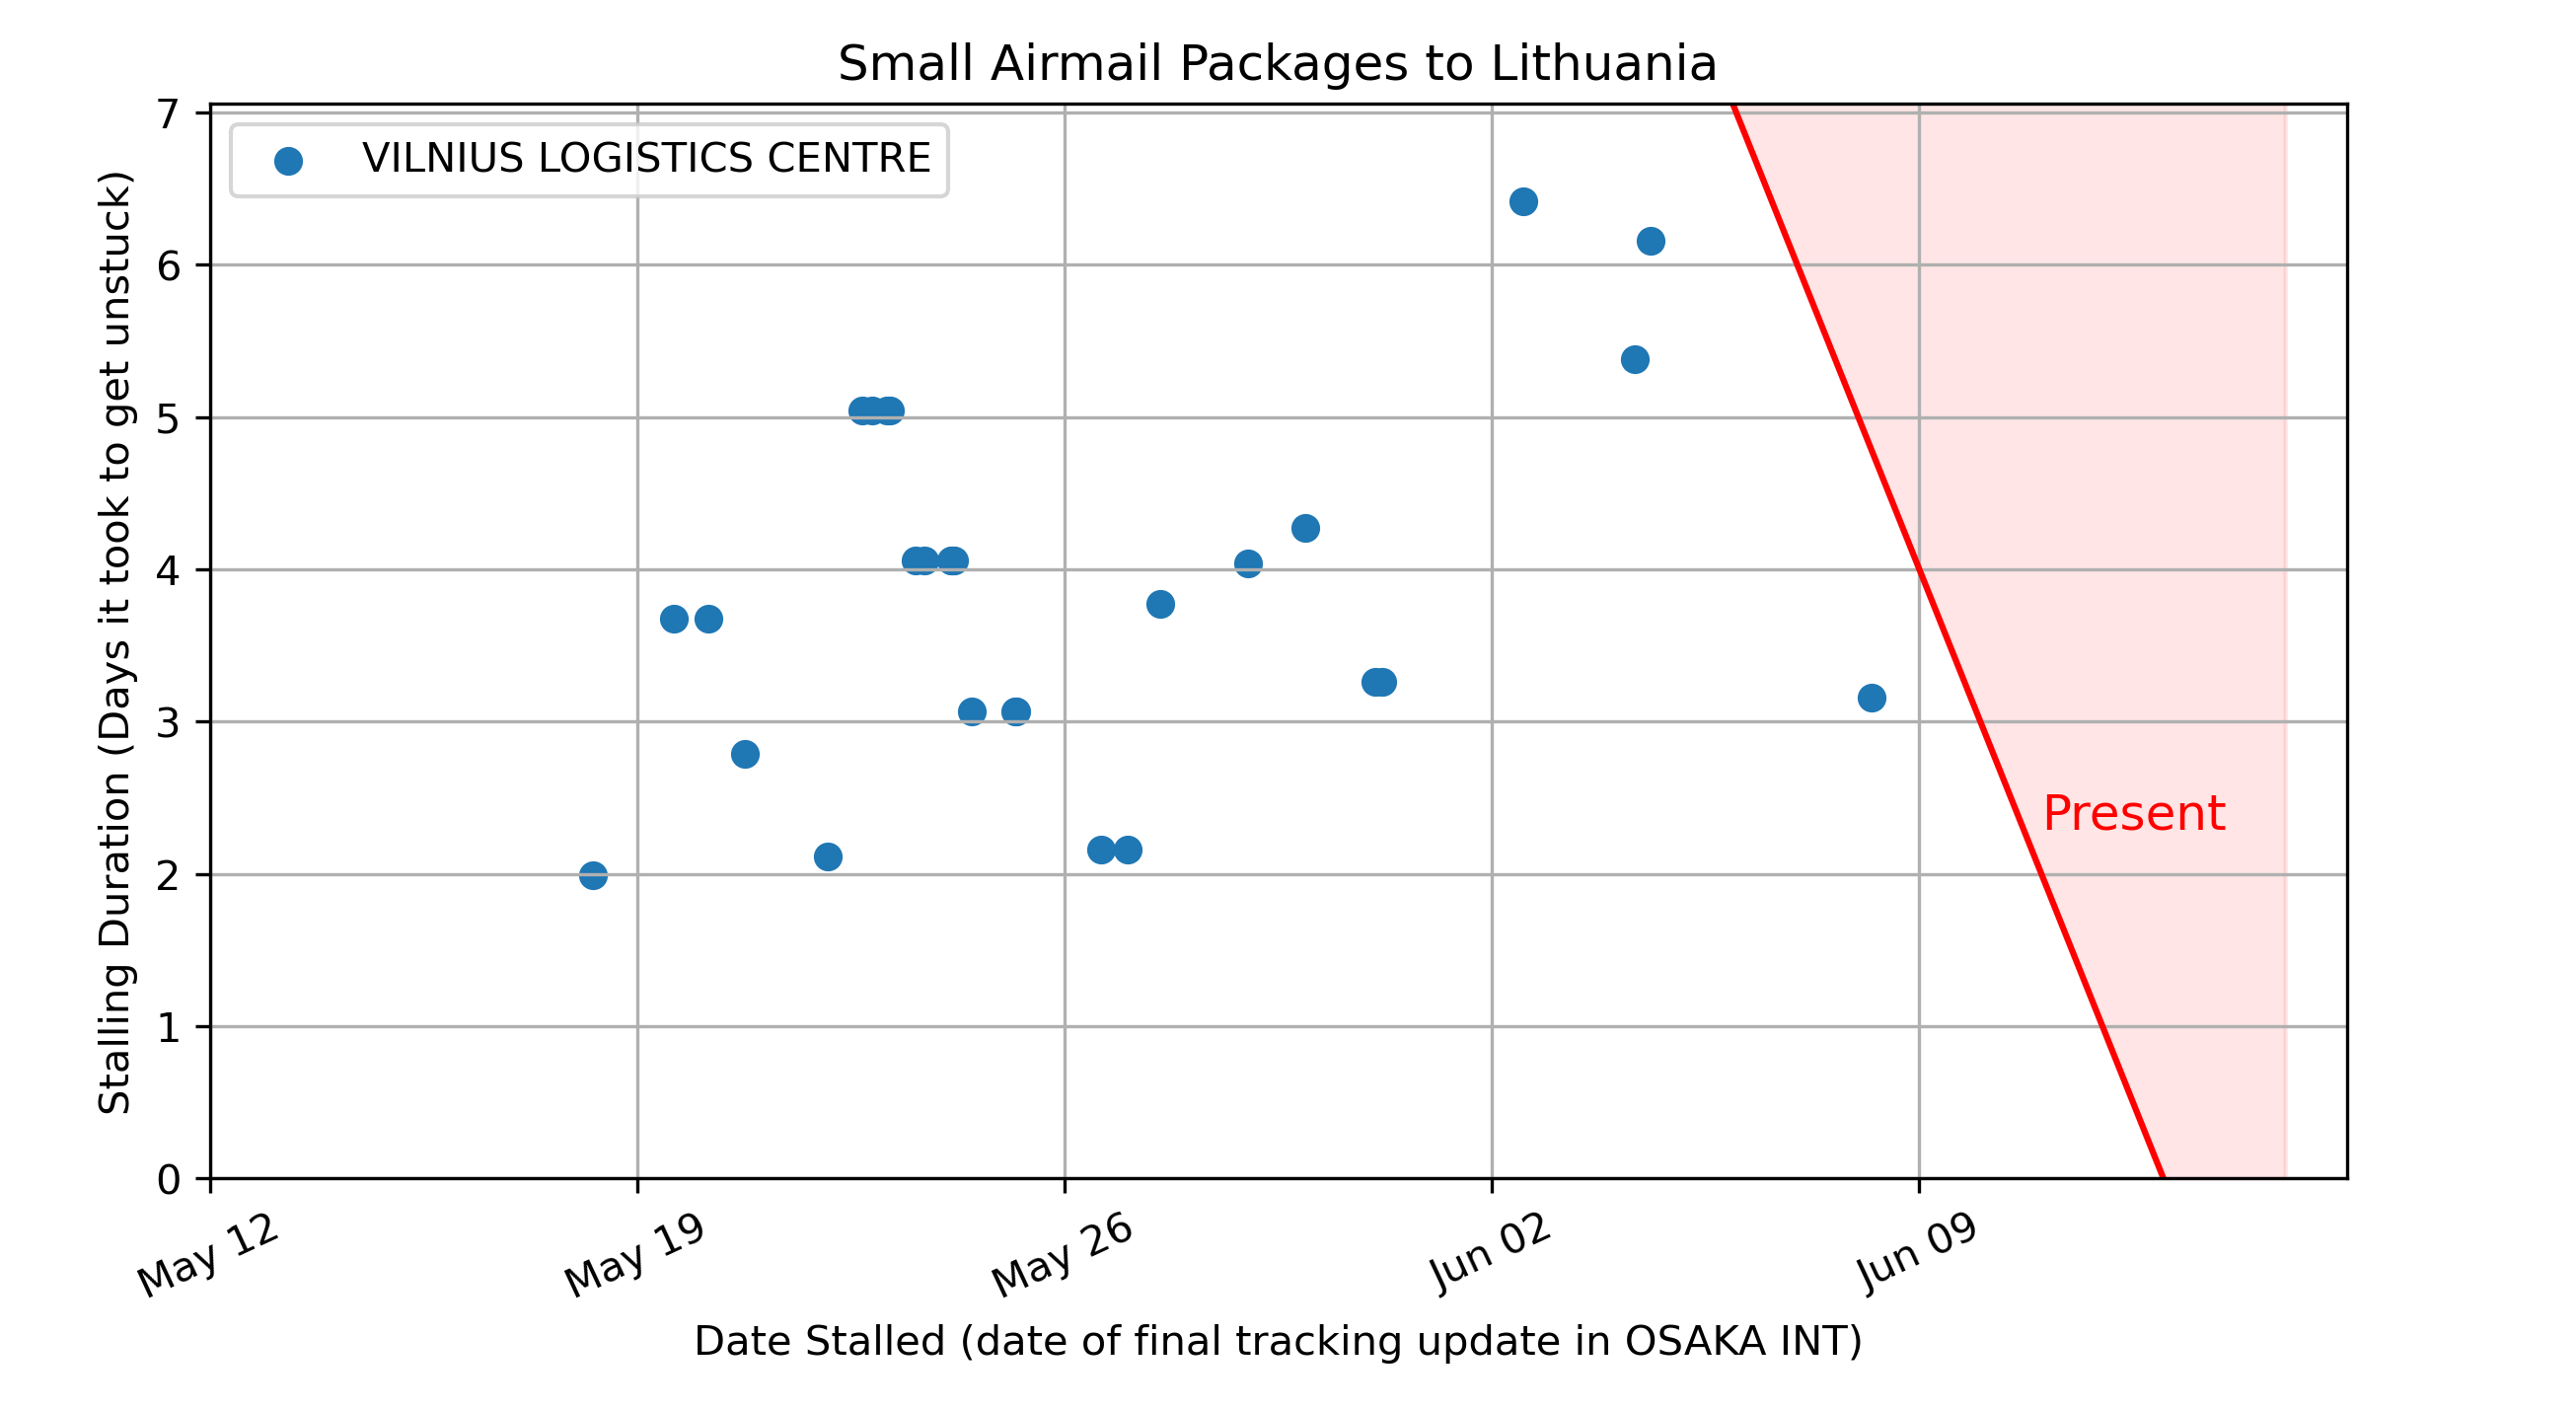 Small Airmail Packages to Lithuania
VILNIUS LOGISTICS CENTRE
Stalling Duration (Days it took to get unstuck)
7
6
5
4
3
2
1
0
Present
May 12
May 19
May 26
Jun 02
Jun 09
Date Stalled (date of final tracking update in OSAKA INT)